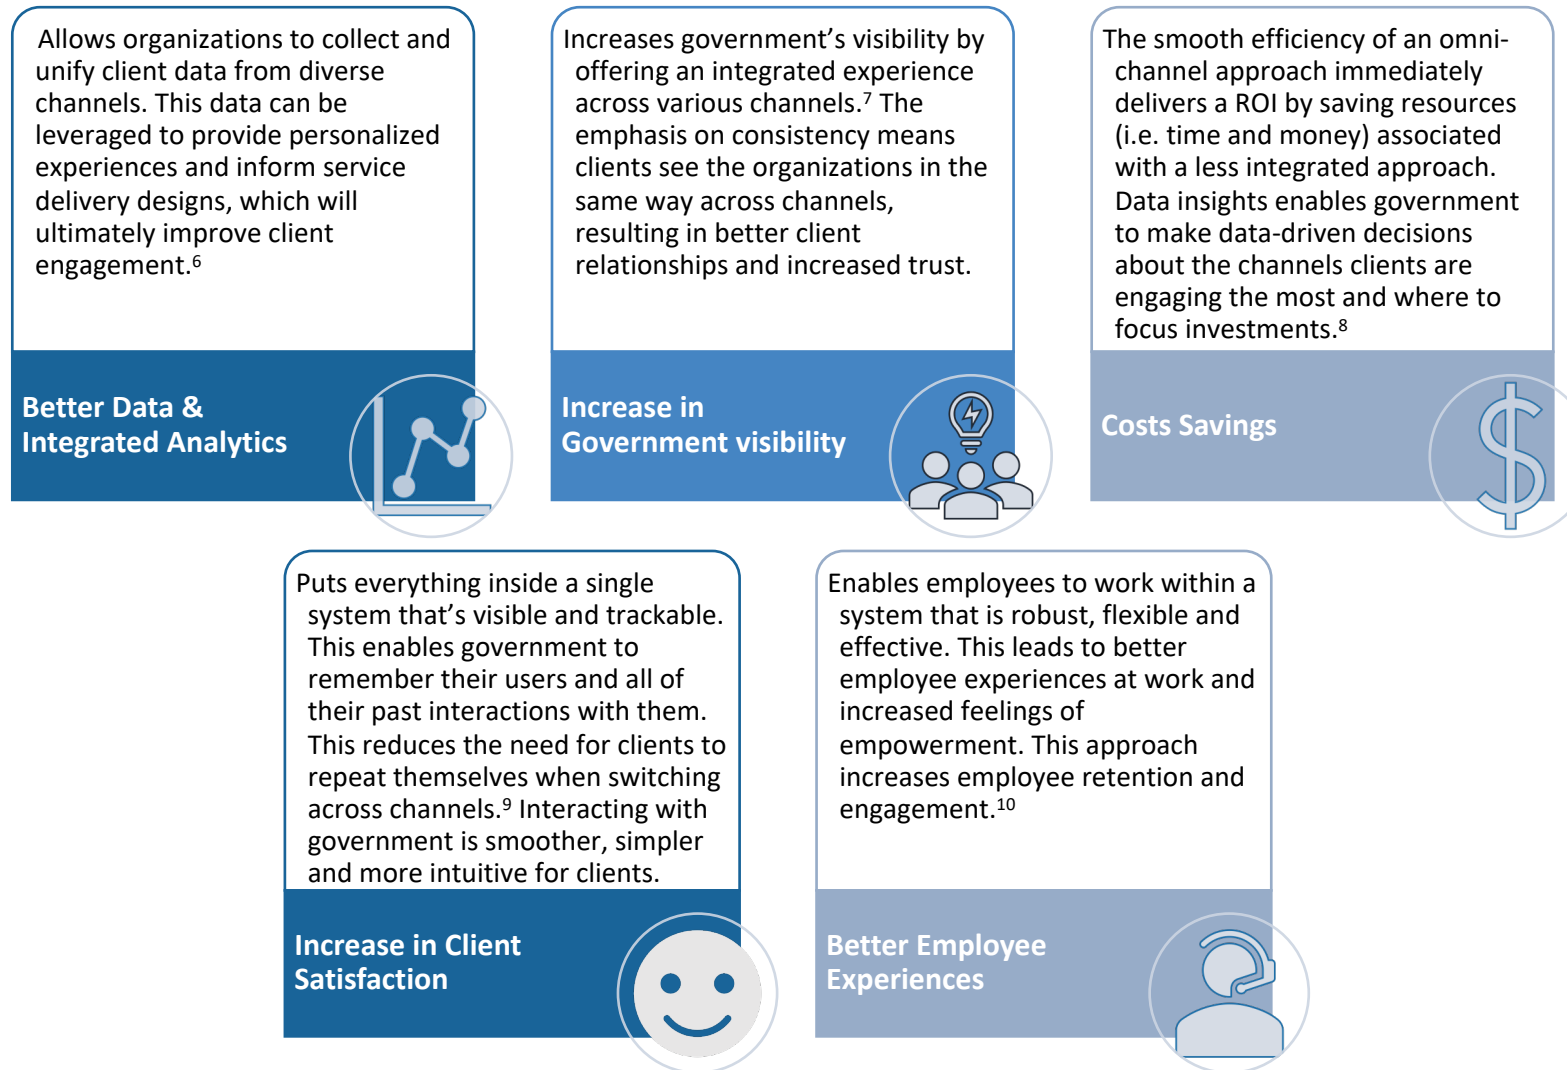 Allows organizations to collect and
unify client data from diverse
channels. This data can be
leveraged to provide personalized
experiences and inform service
delivery designs, which will
ultimately improve client
engagement.⁶
Better Data &
Integrated Analytics
Increases government’s visibility by
offering an integrated experience
across various channels.⁷ The
emphasis on consistency means
clients see the organizations in the
same way across channels,
resulting in better client
relationships and increased trust.
Increase in
Government visibility
The smooth efficiency of an omni-
channel approach immediately
delivers a ROI by saving resources
(i.e. time and money) associated
with a less integrated approach.
Data insights enables government
to make data-driven decisions
about the channels clients are
engaging the most and where to
focus investments.⁸
Costs Savings
Puts everything inside a single
system that’s visible and trackable.
This enables government to
remember their users and all of
their past interactions with them.
This reduces the need for clients to
repeat themselves when switching
across channels.⁹ Interacting with
government is smoother, simpler
and more intuitive for clients.
Increase in Client
Satisfaction
Enables employees to work within a
system that is robust, flexible and
effective. This leads to better
employee experiences at work and
increased feelings of
empowerment. This approach
increases employee retention and
engagement.¹⁰
Better Employee
Experiences